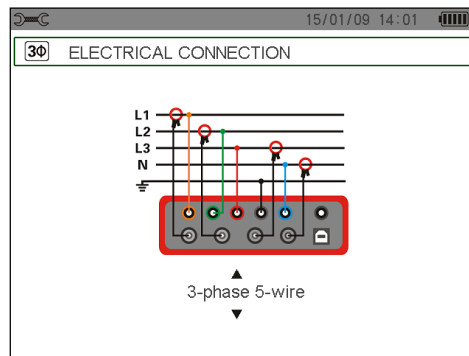 15/01/09 14:01
3Φ ELECTRICAL CONNECTION
L1
L2
L3
N
3-phase 5-wire